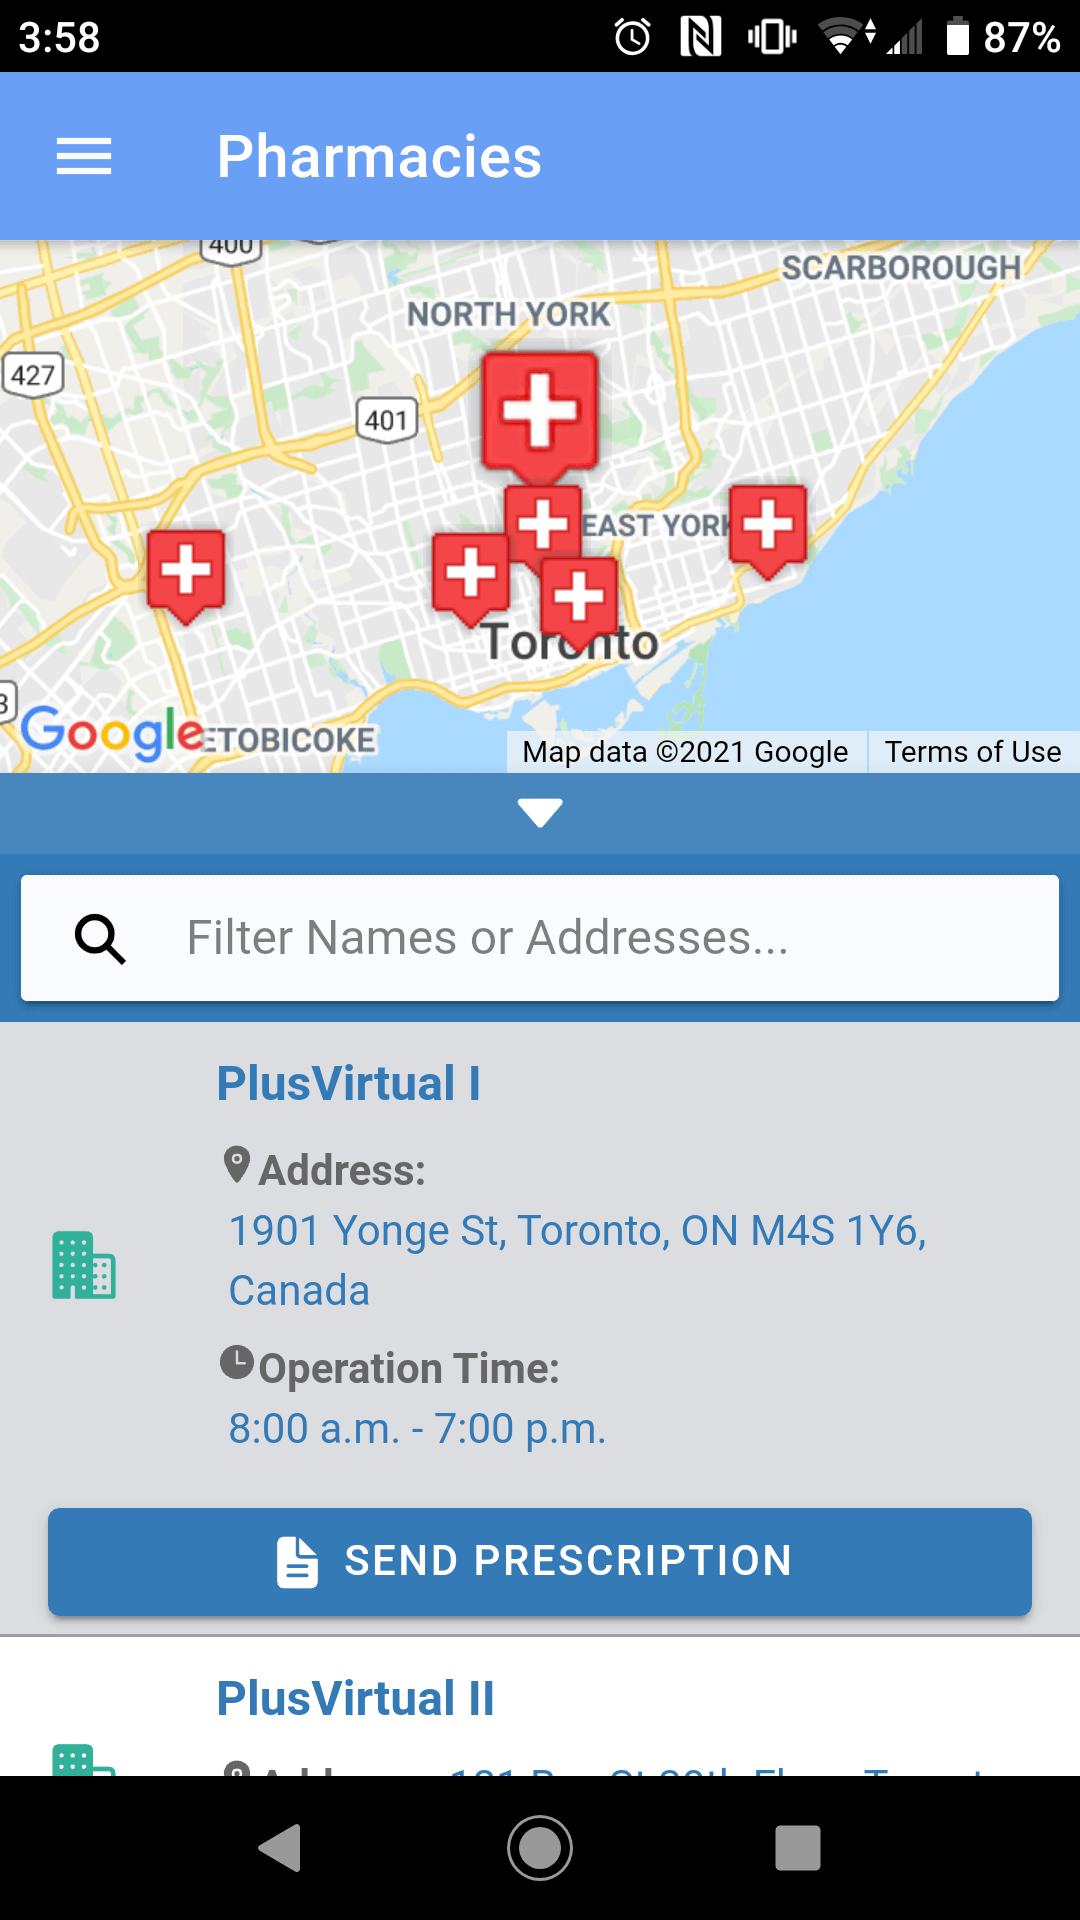 3:58
87%
Pharmacies
400
SCARBOROUGH
NORTH YORK
427
401
EAST YORK
Toronto
3
Google
ETOBICOKE
Map data ©2021 Google
Terms of Use
Filter Names or Addresses...
PlusVirtual I
Address:
1901 Yonge St, Toronto, ON M4S 1Y6,
Canada
Operation Time:
8:00 a.m. - 7:00 p.m.
SEND PRESCRIPTION
PlusVirtual II